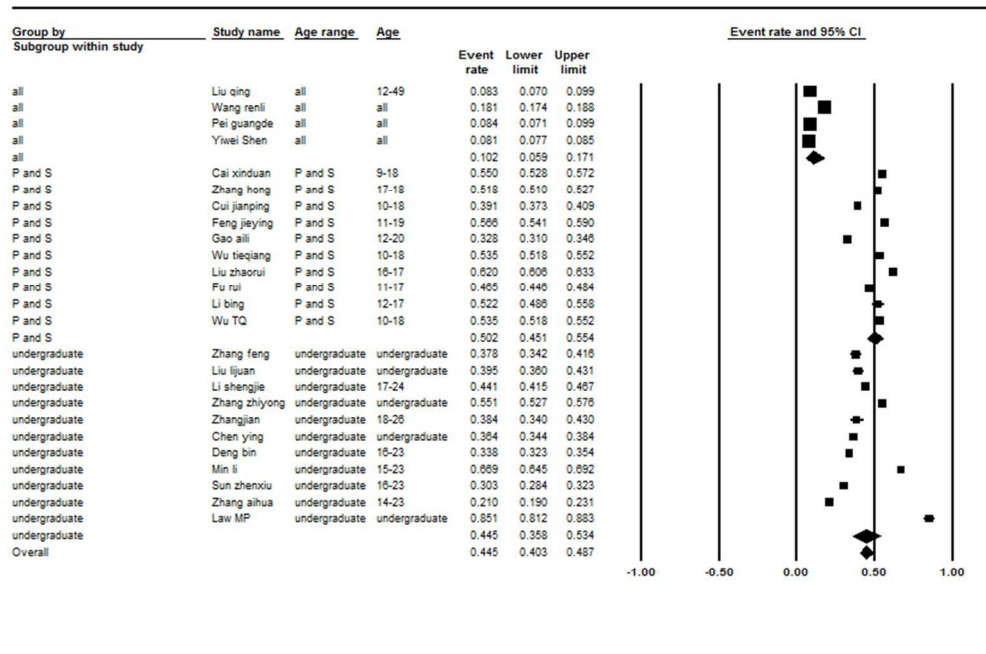 Group by Study name Age range Age Event rate and 95% CI
Subgroup within study
Event Lower Upper
rate limit limit
all Liu qing all 12-49 0.083 0.070 0.099
all Wang renli all all 0.181 0.174 0.188
all Pei guangde all all 0.084 0.071 0.099
all Yiwei Shen all all 0.081 0.077 0.085
all 0.102 0.059 0.171
P and S Cai xinduan P and S 9-18 0.550 0.528 0.572
P and S Zhang hong P and S 17-18 0.518 0.510 0.527
P and S Cui jianping P and S 10-18 0.391 0.373 0.409
P and S Feng jieying P and S 11-19 0.566 0.541 0.590
P and S Gao aili P and S 12-20 0.328 0.310 0.346
P and S Wu tieqiang P and S 10-18 0.535 0.518 0.552
P and S Liu zhaorui P and S 16-17 0.620 0.606 0.633
P and S Fu rui P and S 11-17 0.465 0.446 0.484
P and S Li bing P and S 12-17 0.522 0.486 0.558
P and S Wu TQ P and S 10-18 0.535 0.518 0.552
P and S 0.502 0.451 0.554
undergraduate Zhang feng undergraduate undergraduate 0.378 0.342 0.416
undergraduate Liu lijuan undergraduate undergraduate 0.395 0.360 0.431
undergraduate Li shengjie undergraduate 17-24 0.441 0.415 0.467
undergraduate Zhang zhiyong undergraduate undergraduate 0.551 0.527 0.576
undergraduate Zhangjian undergraduate 18-26 0.384 0.340 0.430
undergraduate Chen ying undergraduate undergraduate 0.364 0.344 0.384
undergraduate Deng bin undergraduate 16-23 0.338 0.323 0.354
undergraduate Min li undergraduate 15-23 0.669 0.645 0.692
undergraduate Sun zhenxiu undergraduate 16-23 0.303 0.284 0.323
undergraduate Zhang aihua undergraduate 14-23 0.210 0.190 0.231
undergraduate Law MP undergraduate undergraduate 0.851 0.812 0.883
undergraduate 0.445 0.358 0.534
Overall 0.445 0.403 0.487
-1.00 -0.50 0.00 0.50 1.00